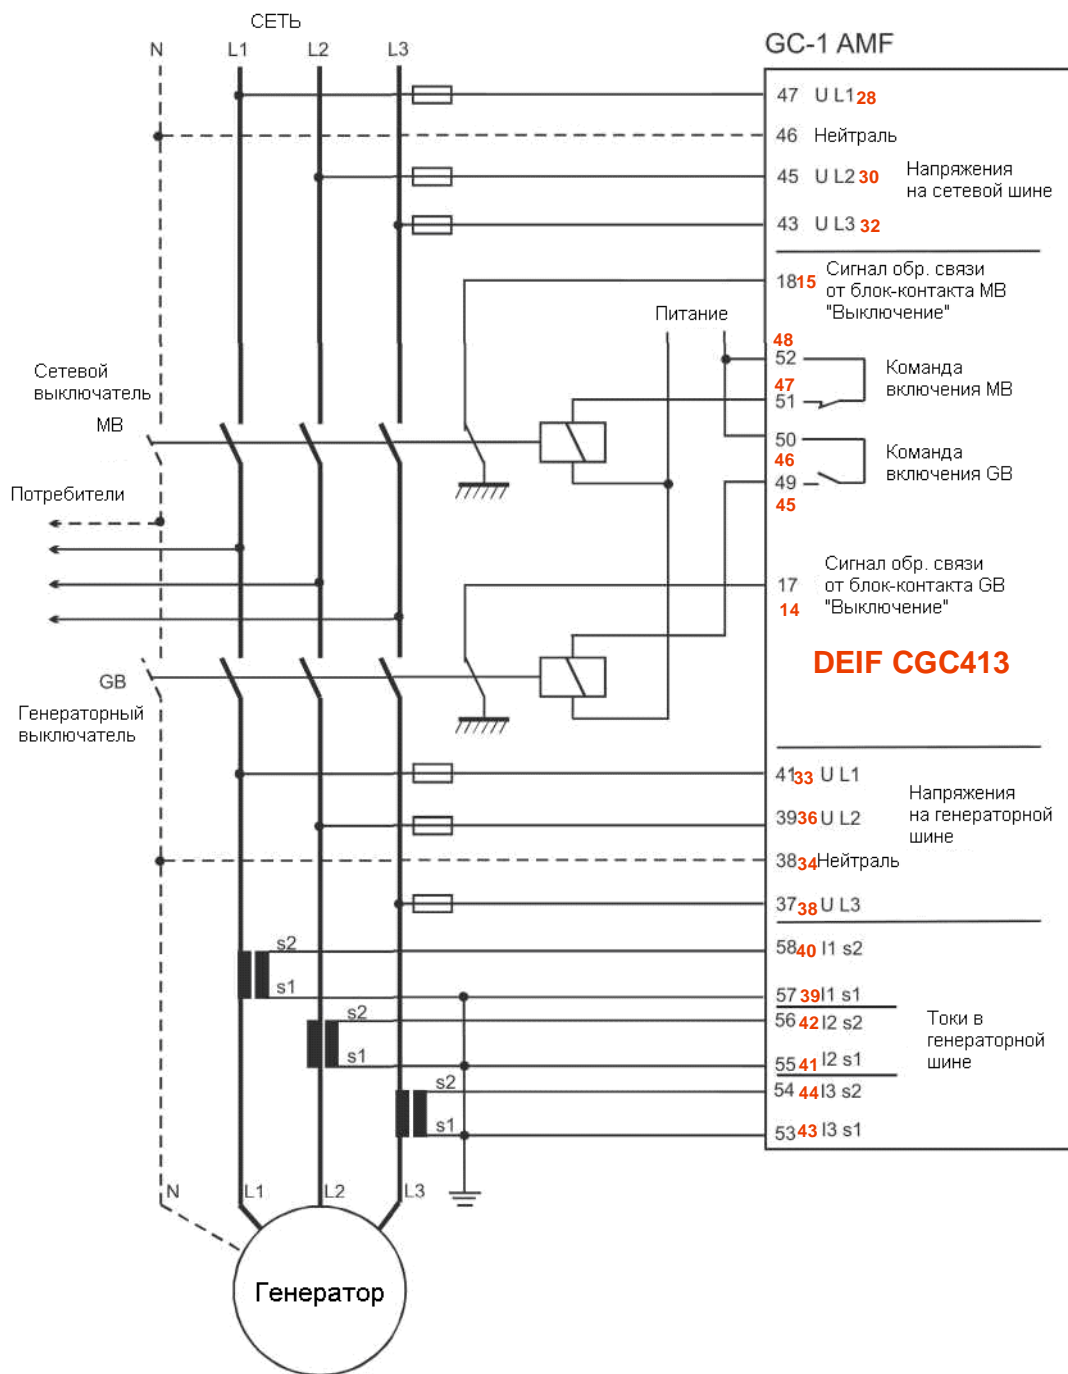 СЕТЬ
N L1 L2 L3
GC-1 AMF
47 U L1 28
46 Нейтраль
45 U L2 30
Напряжения
на сетевой шине
43 U L3 32
18 15
Сигнал обр. связи
от блок-контакта MB
"Выключение"
Питание
48
52
47
51
Команда
включения MB
Сетевой
выключатель
MB
50
46
49
45
Команда
включения GB
Потребители
17
14
Сигнал обр. связи
от блок-контакта GB
"Выключение"
DEIF CGC413
GB
Генераторный
выключатель
41 33 U L1
39 36 U L2
Напряжения
на генераторной
шине
38 34 Нейтраль
37 38 U L3
s2
58 40 I1 s2
s1
57 39 I1 s1
s2
56 42 I2 s2
s1
55 41 I2 s1
Токи в
генераторной
шине
s2
54 44 I3 s2
s1
53 43 I3 s1
N L1 L2 L3
Генератор